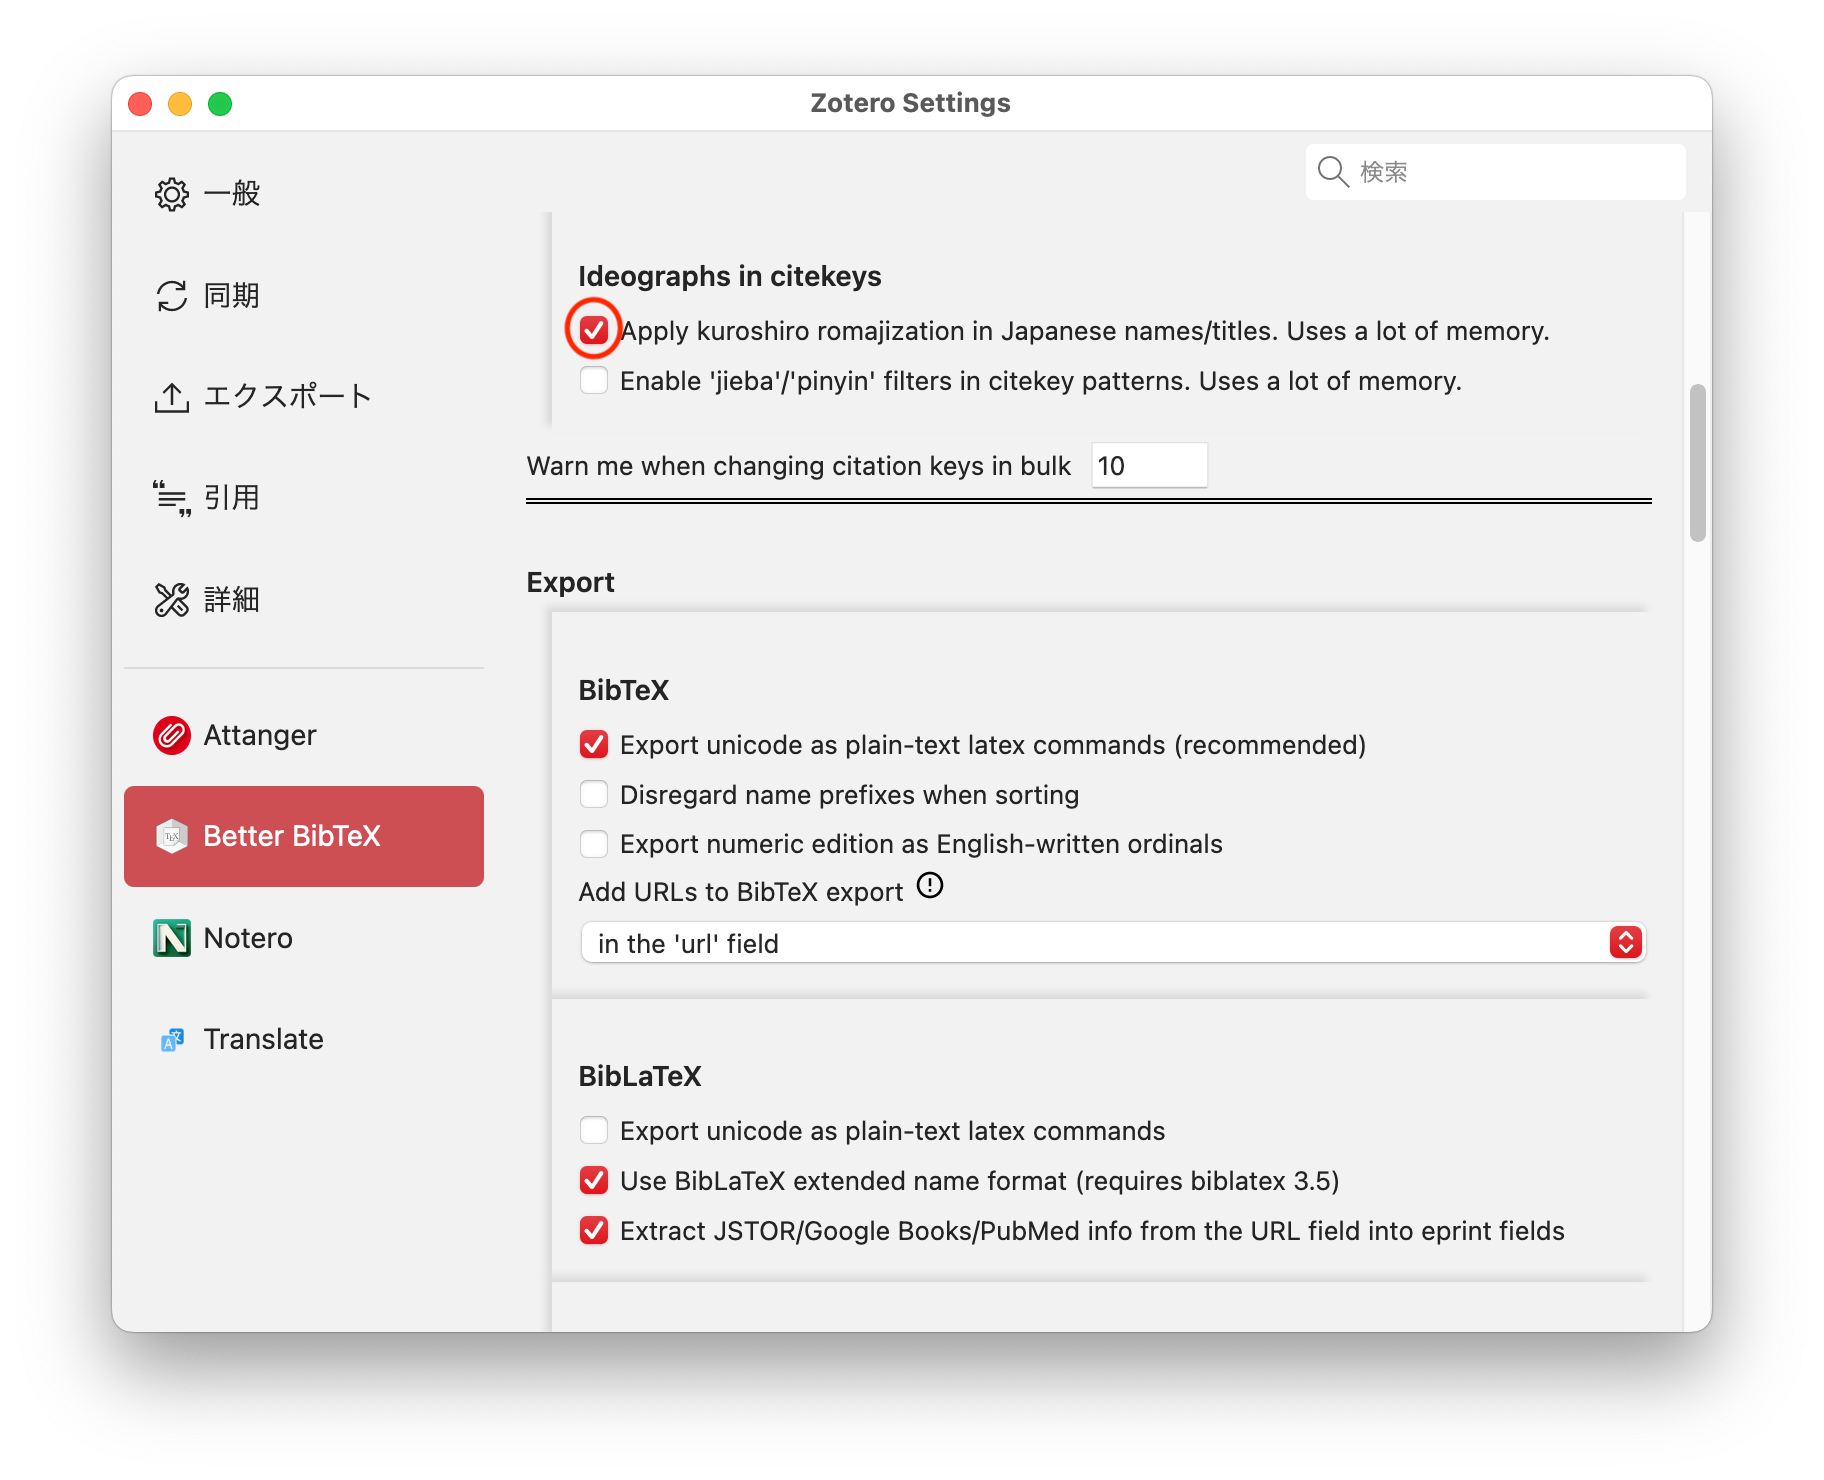 Zotero Settings
検索
一般
同期
エクスポート
引用
詳細
Attanger
Better BibTeX
Notero
Translate
Ideographs in citekeys
Apply kuroshiro romajization in Japanese names/titles. Uses a lot of memory.
Enable 'jieba'/'pinyin' filters in citekey patterns. Uses a lot of memory.
Warn me when changing citation keys in bulk 10
Export
BibTeX
Export unicode as plain-text latex commands (recommended)
Disregard name prefixes when sorting
Export numeric edition as English-written ordinals
Add URLs to BibTeX export
in the 'url' field
BibLaTeX
Export unicode as plain-text latex commands
Use BibLaTeX extended name format (requires biblatex 3.5)
Extract JSTOR/Google Books/PubMed info from the URL field into eprint fields